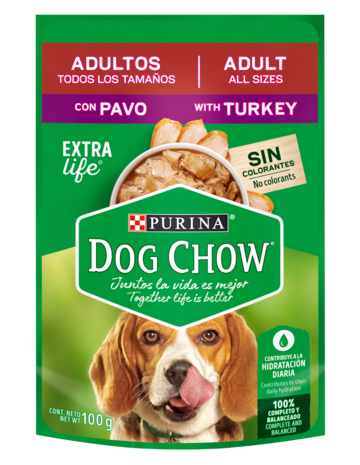 ADULTOS
TODOS LOS TAMAÑOS
ADULT
ALL SIZES
CON PAVO
WITH TURKEY
EXTRA
life®
SIN
COLORANTES
No colorants
PURINA®
DOG CHOW®
Juntos la vida es mejor
Together life is better
CONTRIBUYE A LA
HIDRATACIÓN
DIARIA
Contributes to their
daily hydration
100%
COMPLETO Y
BALANCEADO
COMPLETE AND
BALANCED
CONT. NETO
NET WT 100 g